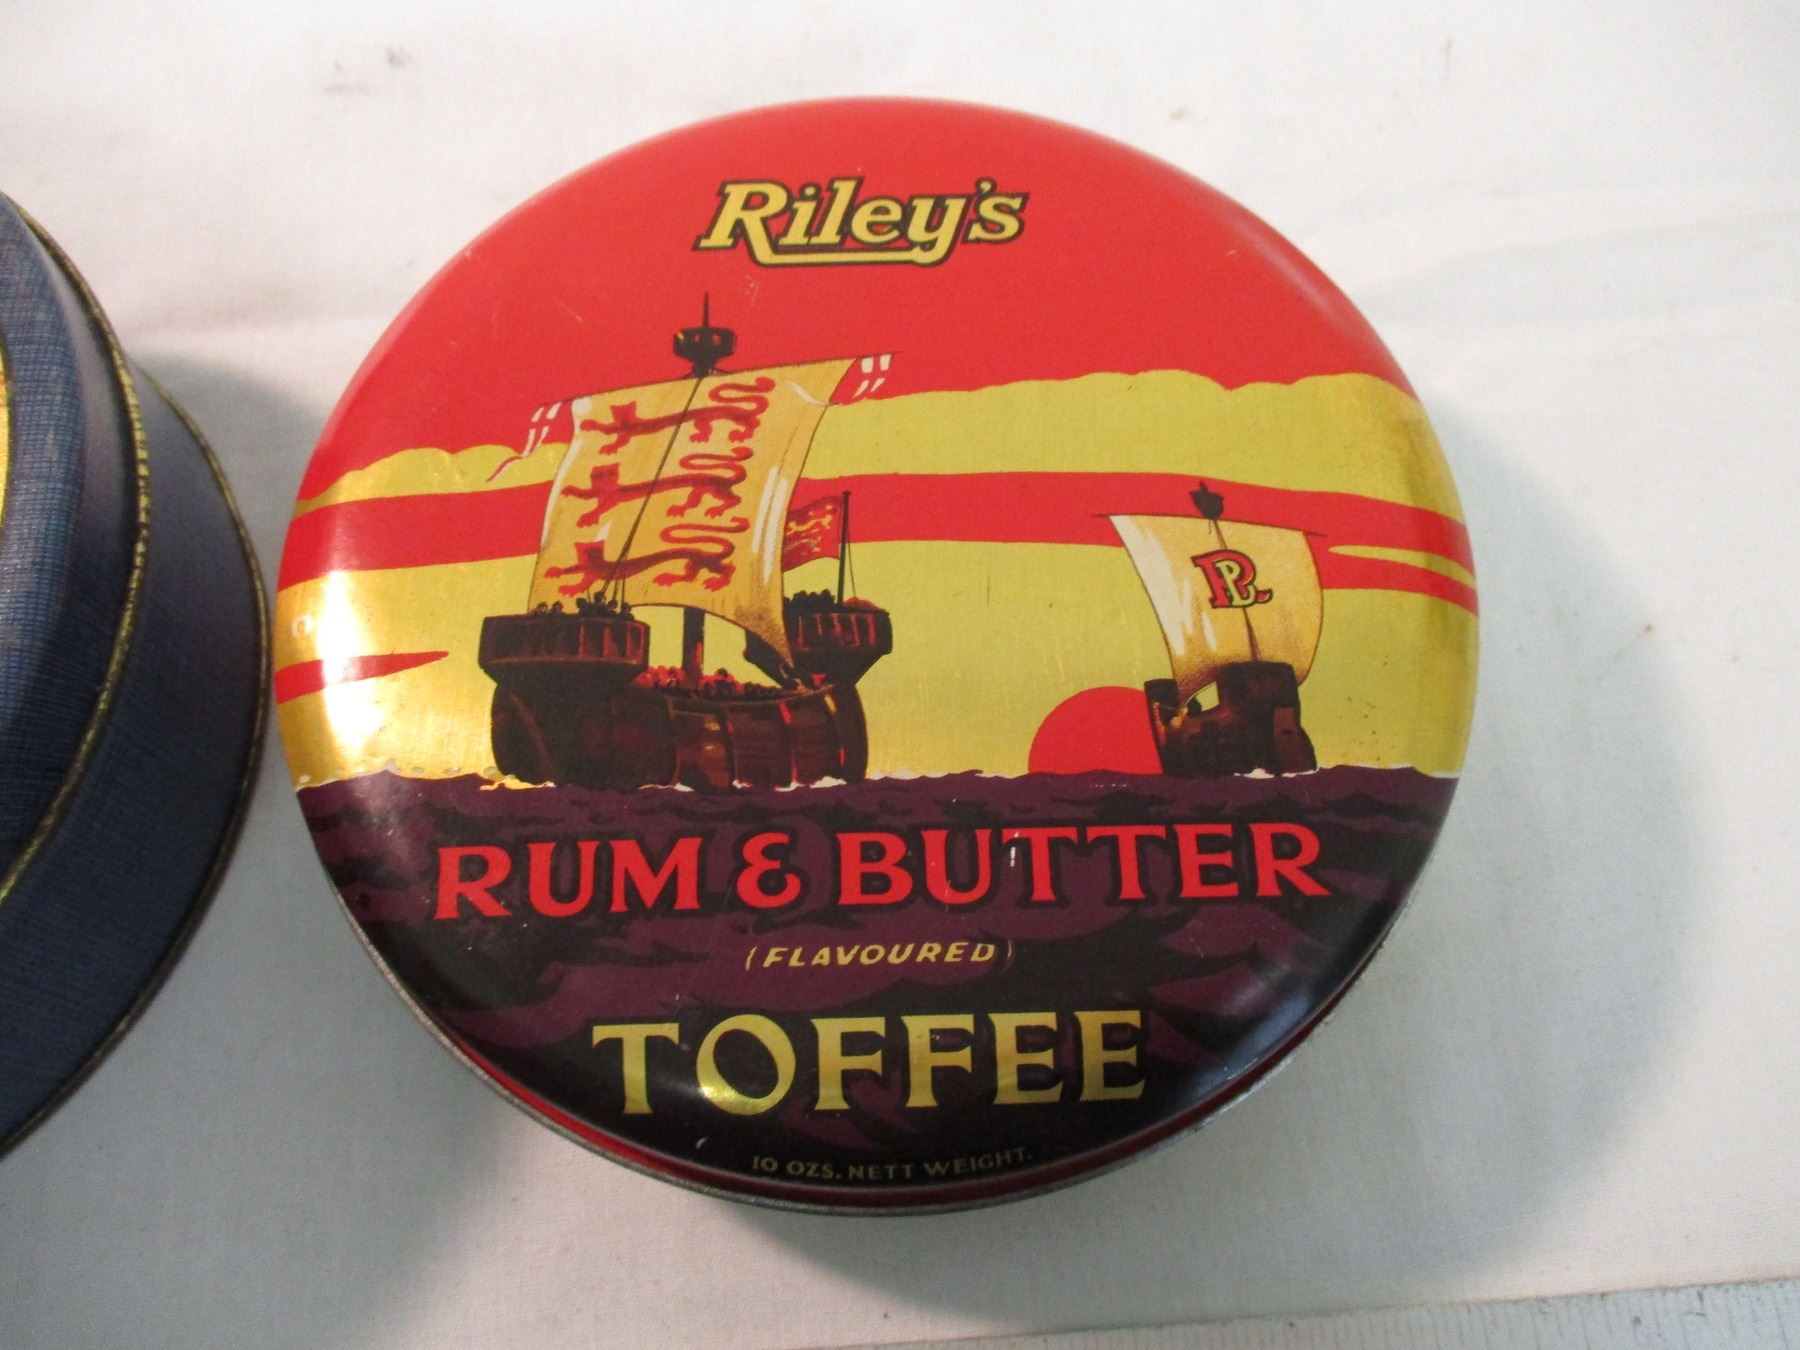 Riley's
RUM & BUTTER
(FLAVOURED)
TOFFEE
10 OZS. NETT WEIGHT.